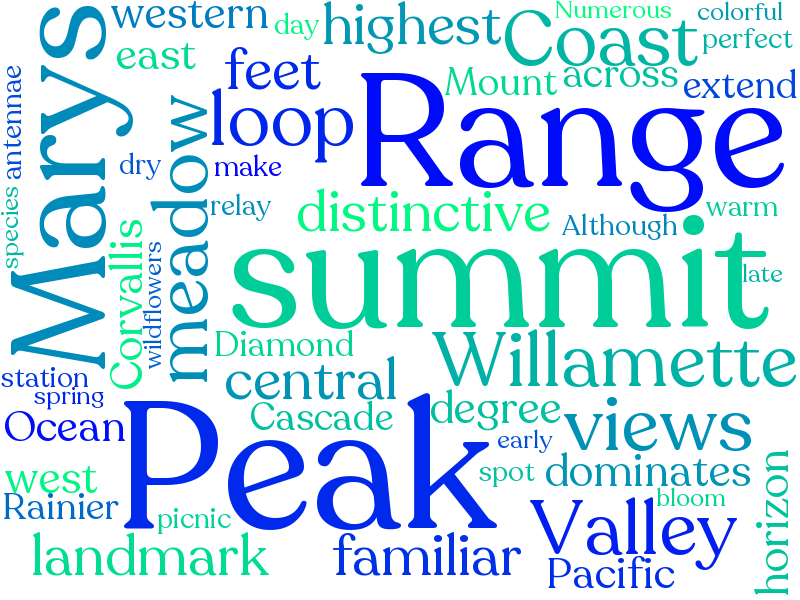 western
day
highest
Coast
Numerous
colorful
perfect
east
feet
Mount
across
extend
Marys
antennae
loop
Range
meadow
dry
make
species
relay
distinctive
Although
warm
Corvallis
wildflowers
summit
late
Diamond
Willamette
station
spring
central
Cascade
degree
views
Ocean
Peak
early
west
spot
dominates
Rainier
picnic
bloom
horizon
landmark
familiar
Valley
Pacific